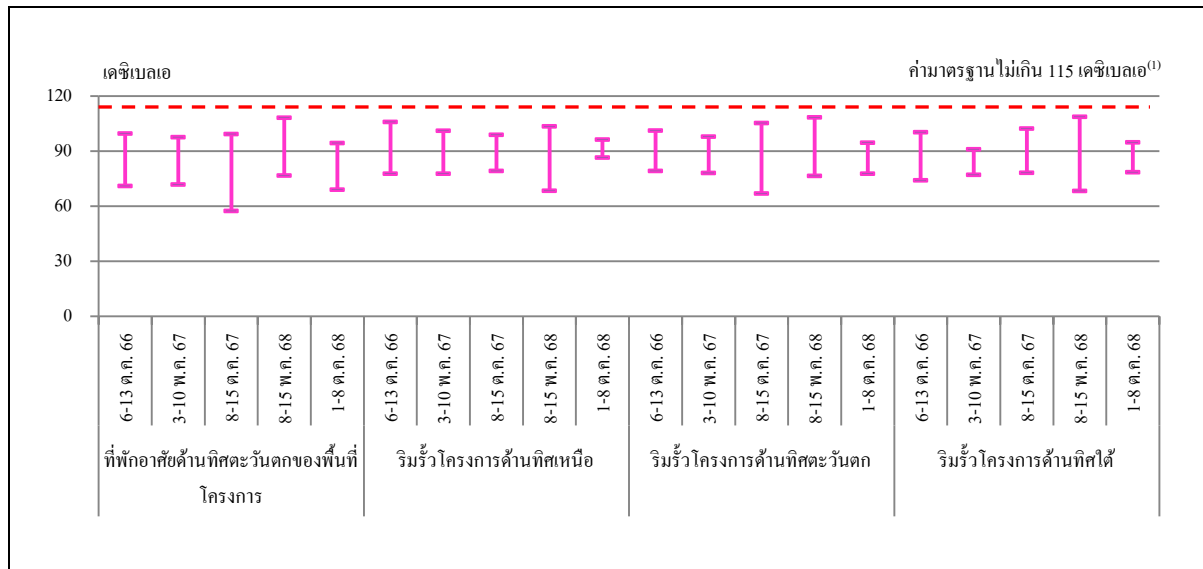 เดซิเบลเอ
ค่ามาตรฐานไม่เกิน 115 เดซิเบลเอ(1)
120
90
60
30
0
6-13 ต.ค. 66
3-10 พ.ค. 67
8-15 ต.ค. 67
8-15 พ.ค. 68
1-8 ต.ค. 68
6-13 ต.ค. 66
3-10 พ.ค. 67
8-15 ต.ค. 67
8-15 พ.ค. 68
1-8 ต.ค. 68
6-13 ต.ค. 66
3-10 พ.ค. 67
8-15 ต.ค. 67
8-15 พ.ค. 68
1-8 ต.ค. 68
6-13 ต.ค. 66
3-10 พ.ค. 67
8-15 ต.ค. 67
8-15 พ.ค. 68
1-8 ต.ค. 68
ที่พักอาศัยด้านทิศตะวันตกของพื้นที่
โครงการ
ริมรั้วโครงการด้านทิศเหนือ
ริมรั้วโครงการด้านทิศตะวันตก
ริมรั้วโครงการด้านทิศใต้